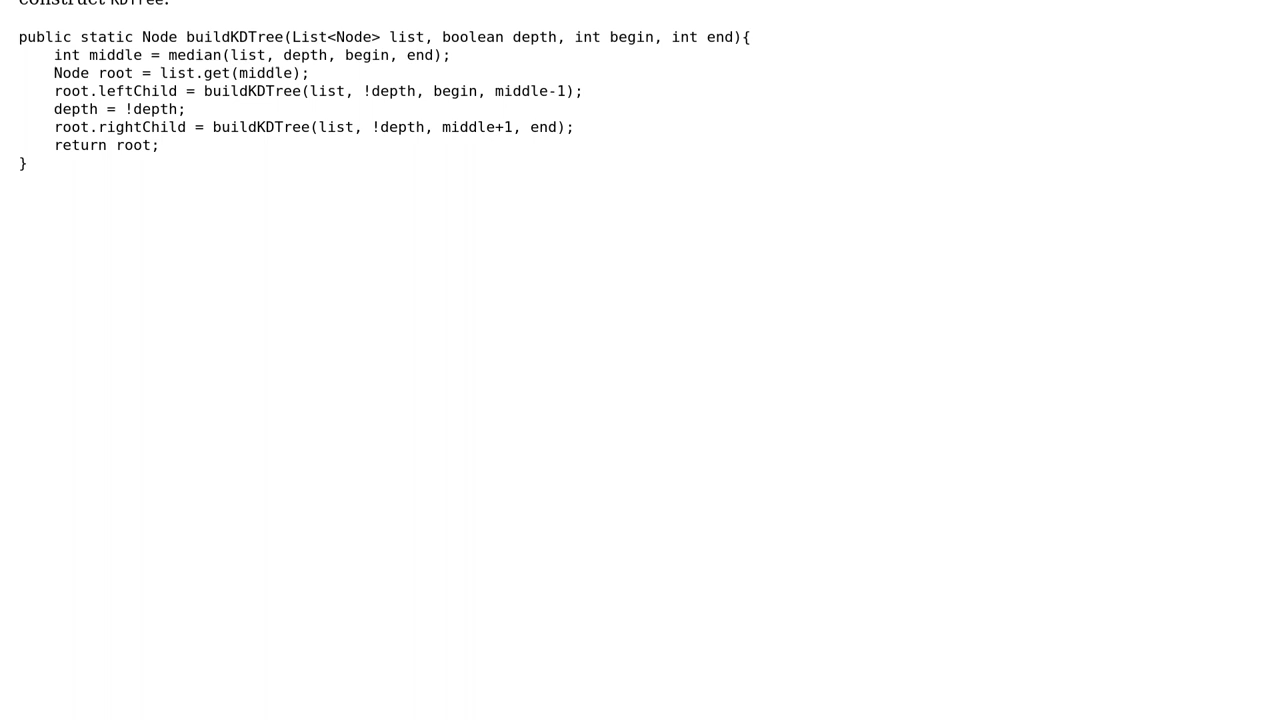 construct KDTree.
public static Node buildKDTree(List<Node> list, boolean depth, int begin, int end){
    int middle = median(list, depth, begin, end);
    Node root = list.get(middle);
    root.leftChild = buildKDTree(list, !depth, begin, middle-1);
    depth = !depth;
    root.rightChild = buildKDTree(list, !depth, middle+1, end);
    return root;
}